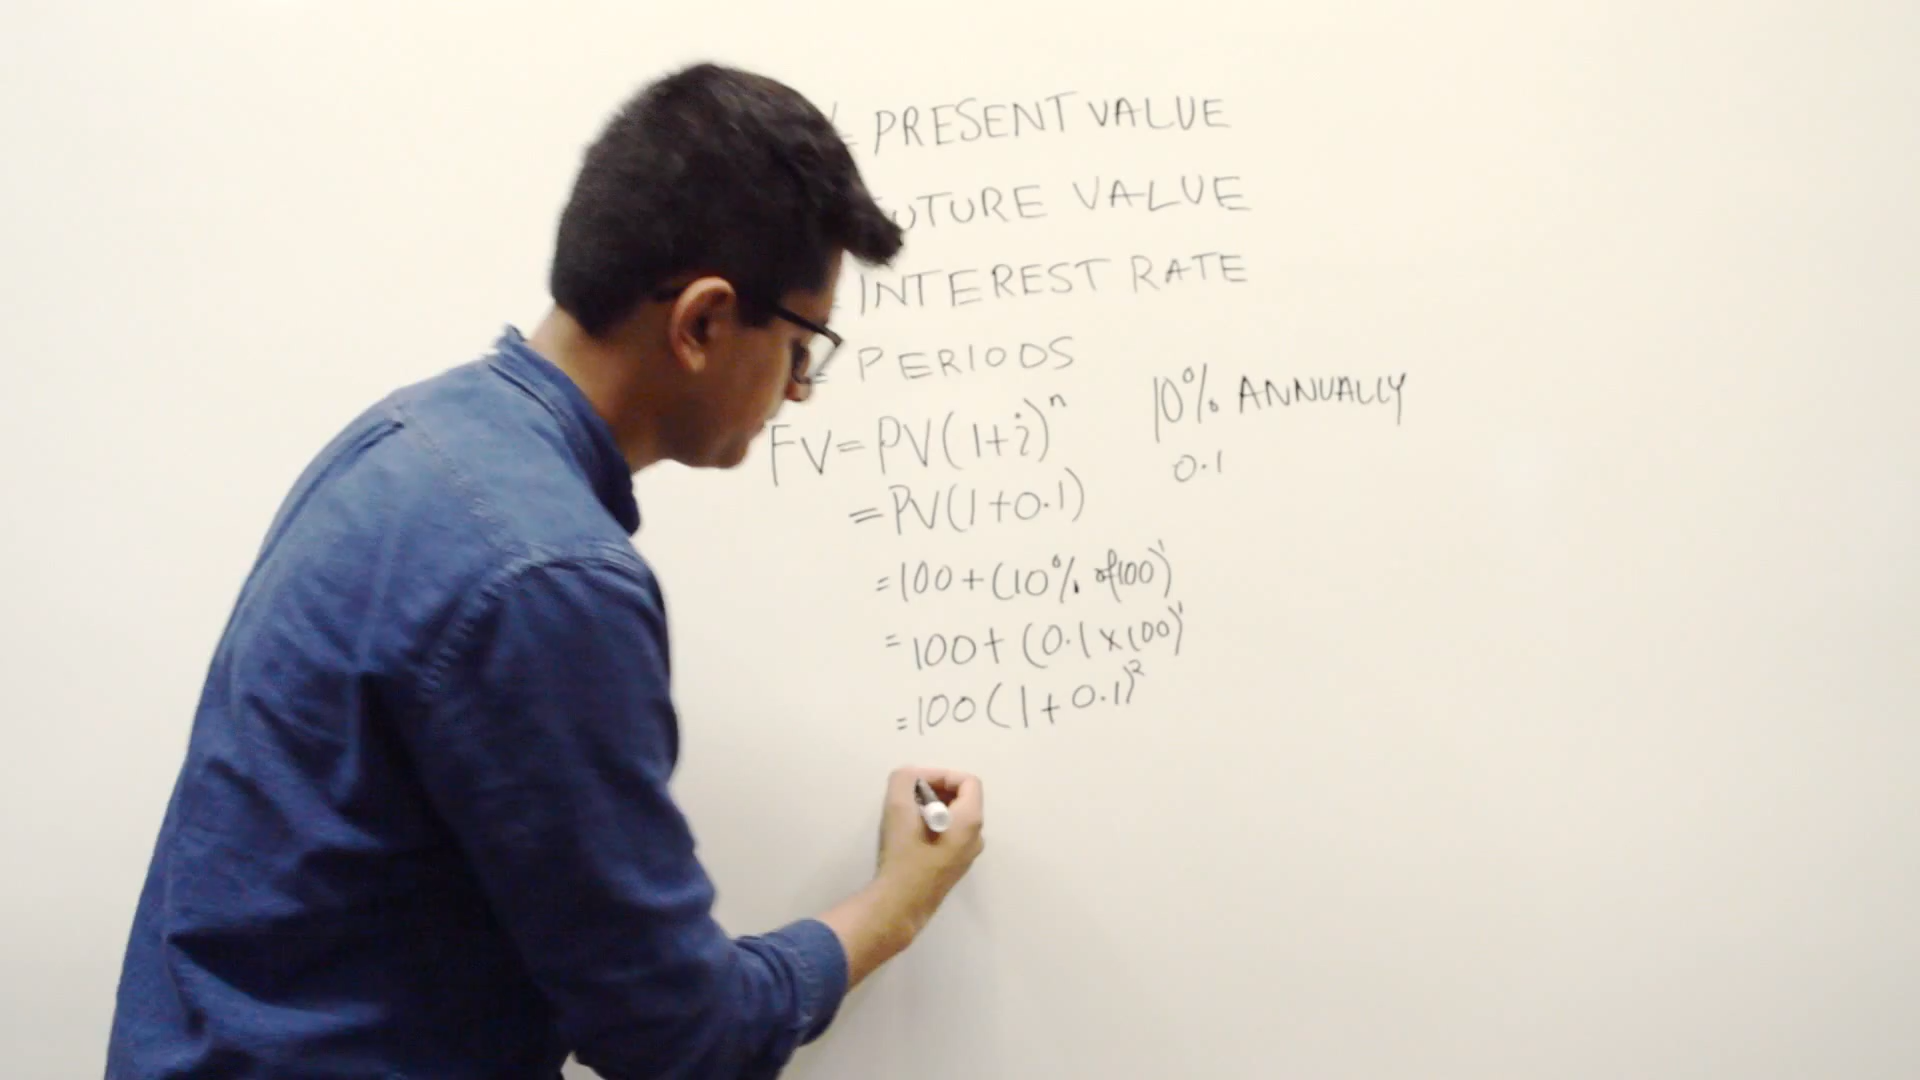 = PRESENT VALUE
FUTURE VALUE
= INTEREST RATE
= PERIODS
10% ANNUALLY
0.1
FV=PV(1+i)^n
=PV(1+0.1)
=100+(10% of 100)^1
=100+(0.1×100)^1
=100(1+0.1)^2